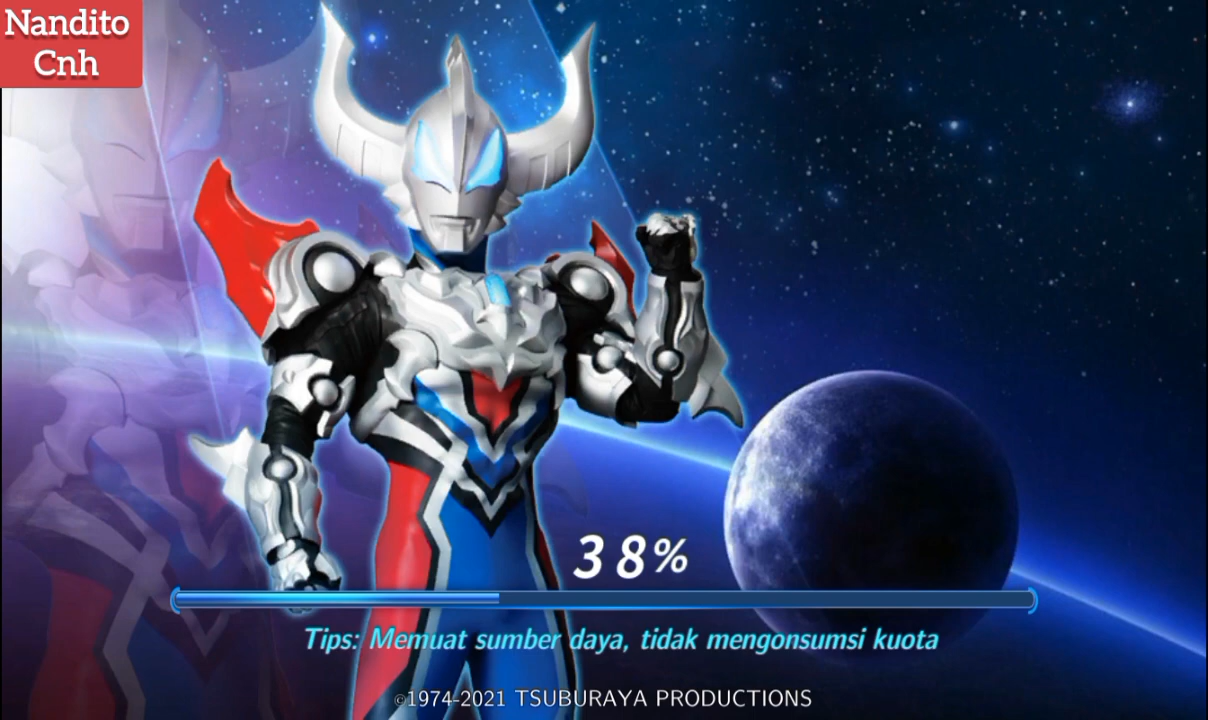 Nandito
Cnh
38%
Tips: Memuat sumber daya, tidak mengonsumsi kuota
©1974-2021 TSUBURAYA PRODUCTIONS